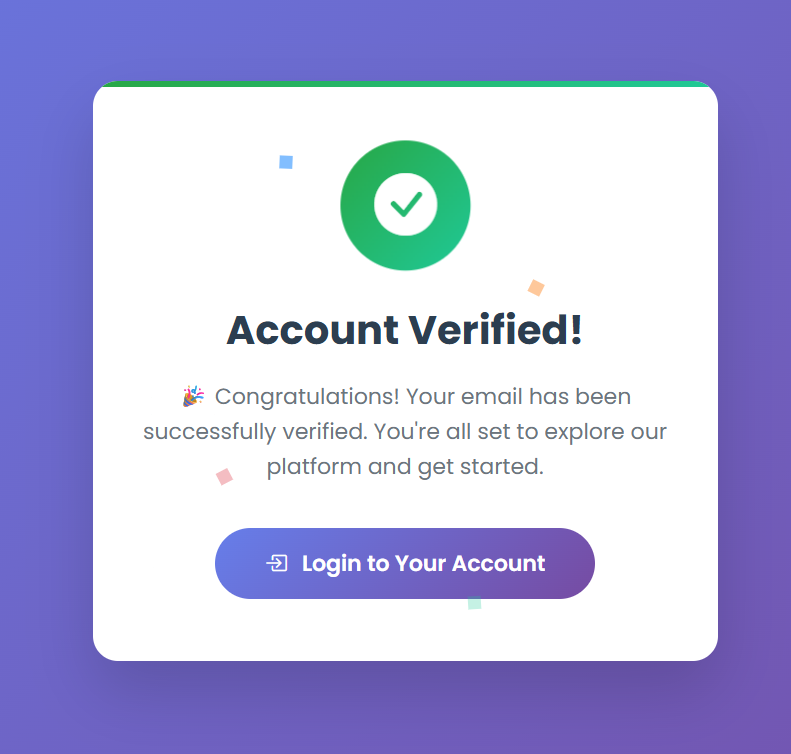 Account Verified!
🎉 Congratulations! Your email has been
successfully verified. You're all set to explore our
platform and get started.
Login to Your Account